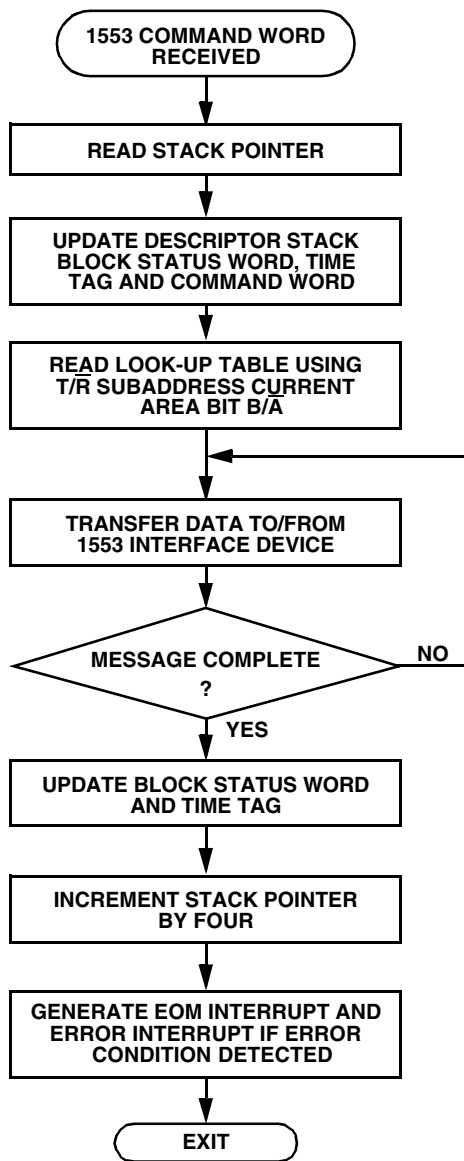 1553 COMMAND WORD
RECEIVED
READ STACK POINTER
UPDATE DESCRIPTOR STACK
BLOCK STATUS WORD, TIME
TAG AND COMMAND WORD
READ LOOK-UP TABLE USING
T/R̅ SUBADDRESS CURRENT
AREA BIT B/A̅
TRANSFER DATA TO/FROM
1553 INTERFACE DEVICE
MESSAGE COMPLETE
?
NO
YES
UPDATE BLOCK STATUS WORD
AND TIME TAG
INCREMENT STACK POINTER
BY FOUR
GENERATE EOM INTERRUPT AND
ERROR INTERRUPT IF ERROR
CONDITION DETECTED
EXIT